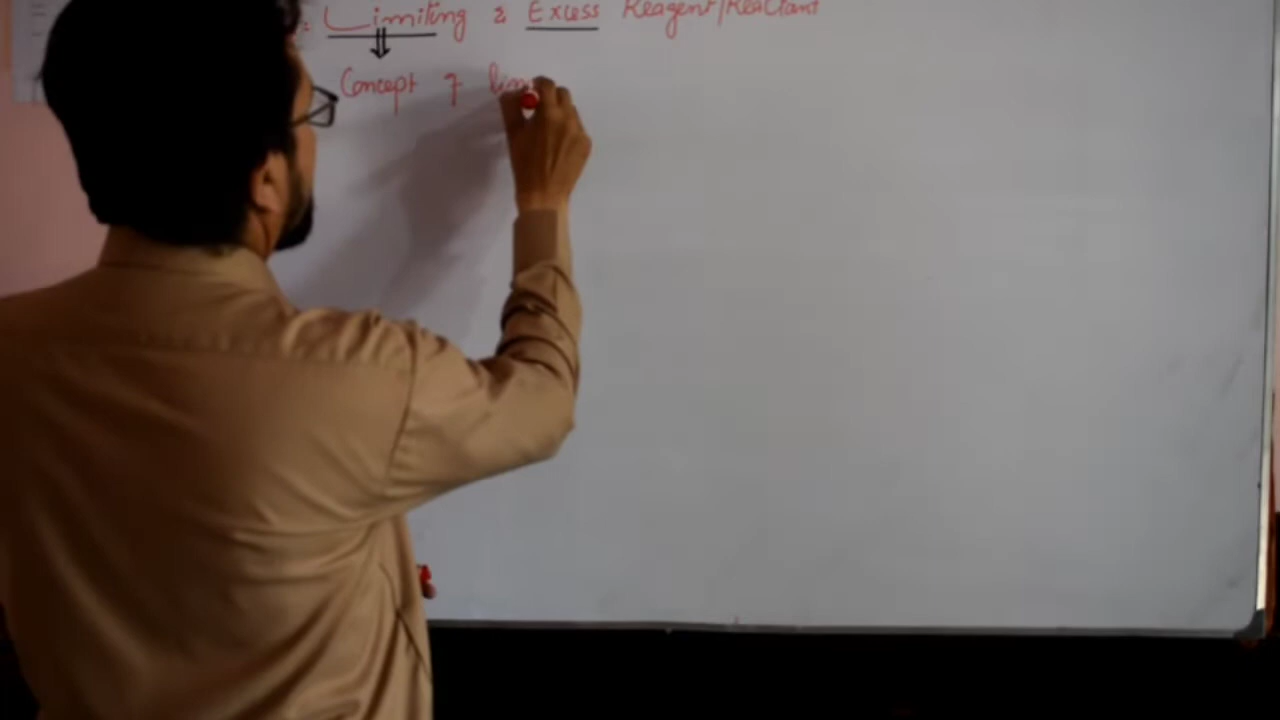 : Limiting & Excess Reagent/Reactant
Concept of lim